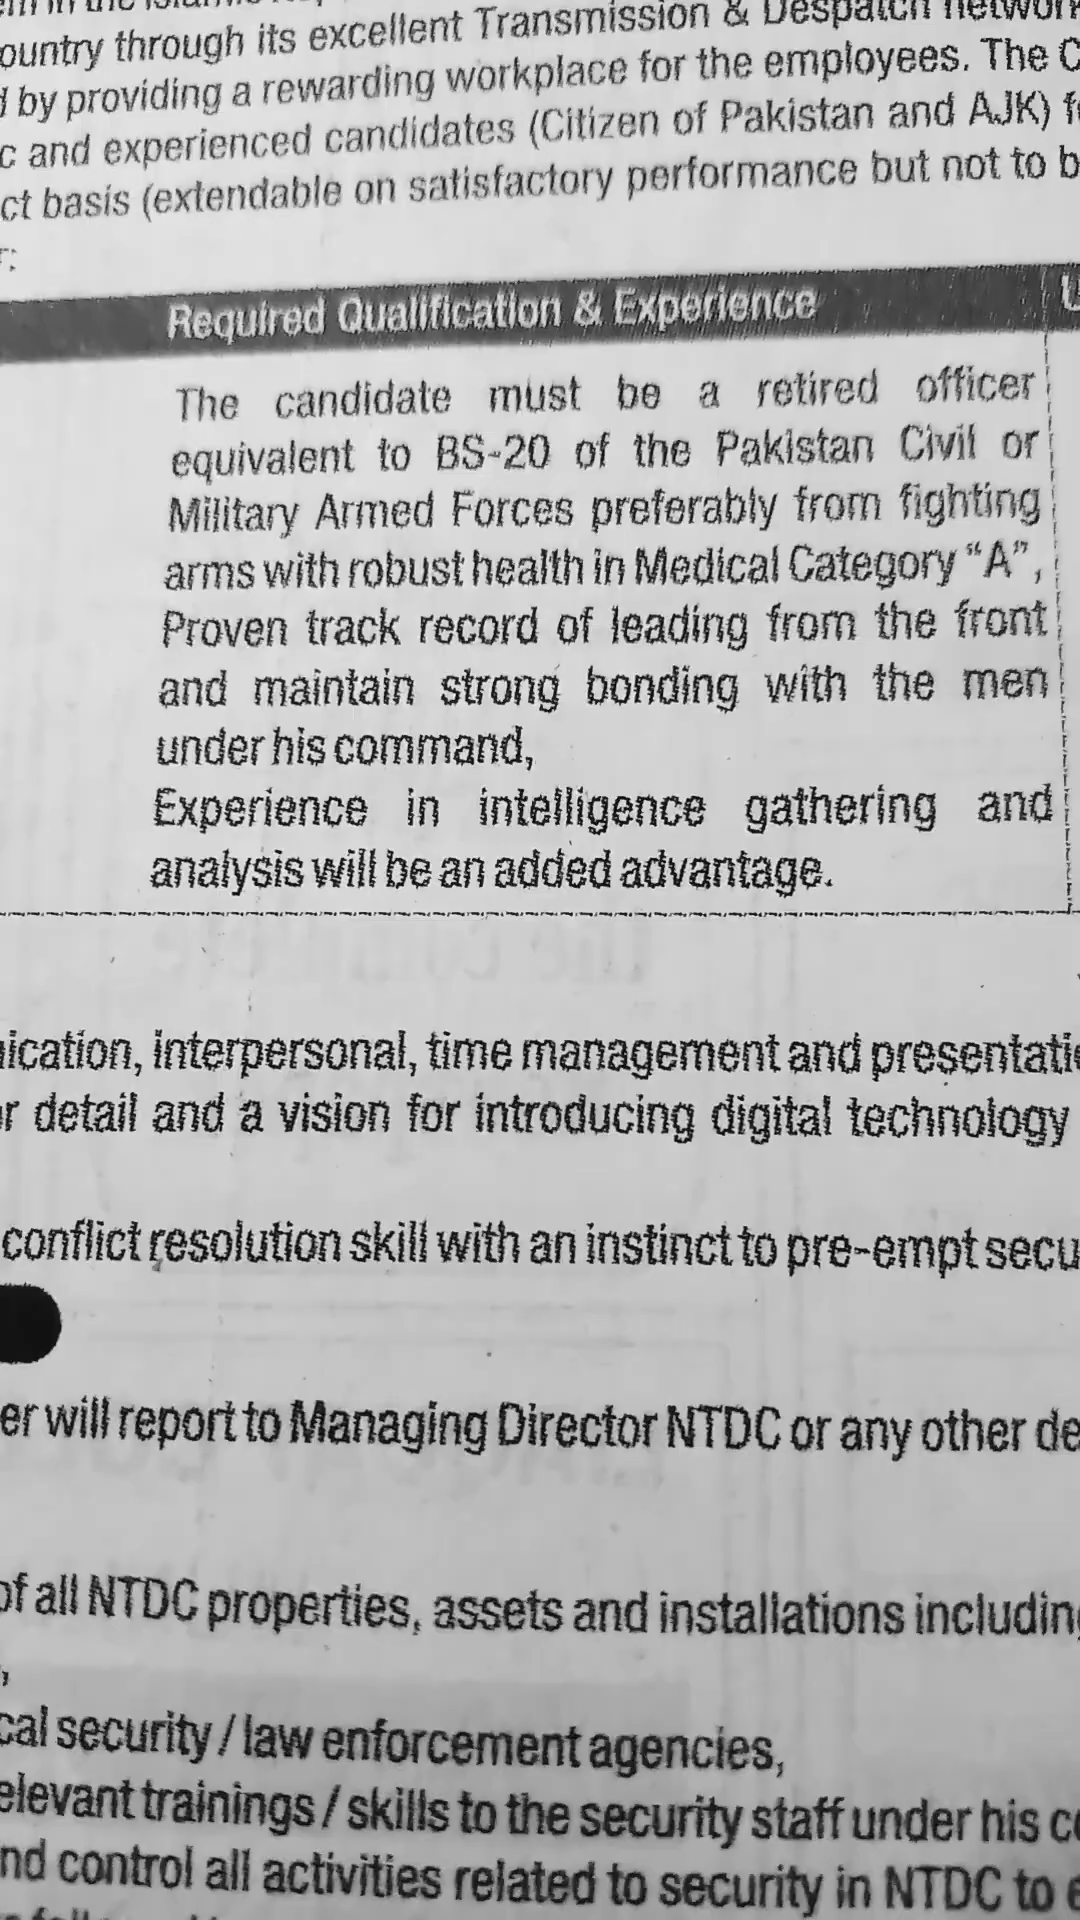 ountry through its excellent Transmission & Despatch network
by providing a rewarding workplace for the employees. The C
c and experienced candidates (Citizen of Pakistan and AJK) f
ct basis (extendable on satisfactory performance but not to b
r:
Required Qualification & Experience U
The candidate must be a retired officer
equivalent to BS-20 of the Pakistan Civil or
Military Armed Forces preferably from fighting
arms with robust health in Medical Category “A”,
Proven track record of leading from the front
and maintain strong bonding with the men
under his command,
Experience in intelligence gathering and
analysis will be an added advantage.
ication, interpersonal, time management and presentati
r detail and a vision for introducing digital technology
conflict resolution skill with an instinct to pre-empt secu
er will report to Managing Director NTDC or any other de
of all NTDC properties, assets and installations including
,
cal security / law enforcement agencies,
elevant trainings / skills to the security staff under his c
nd control all activities related to security in NTDC to e